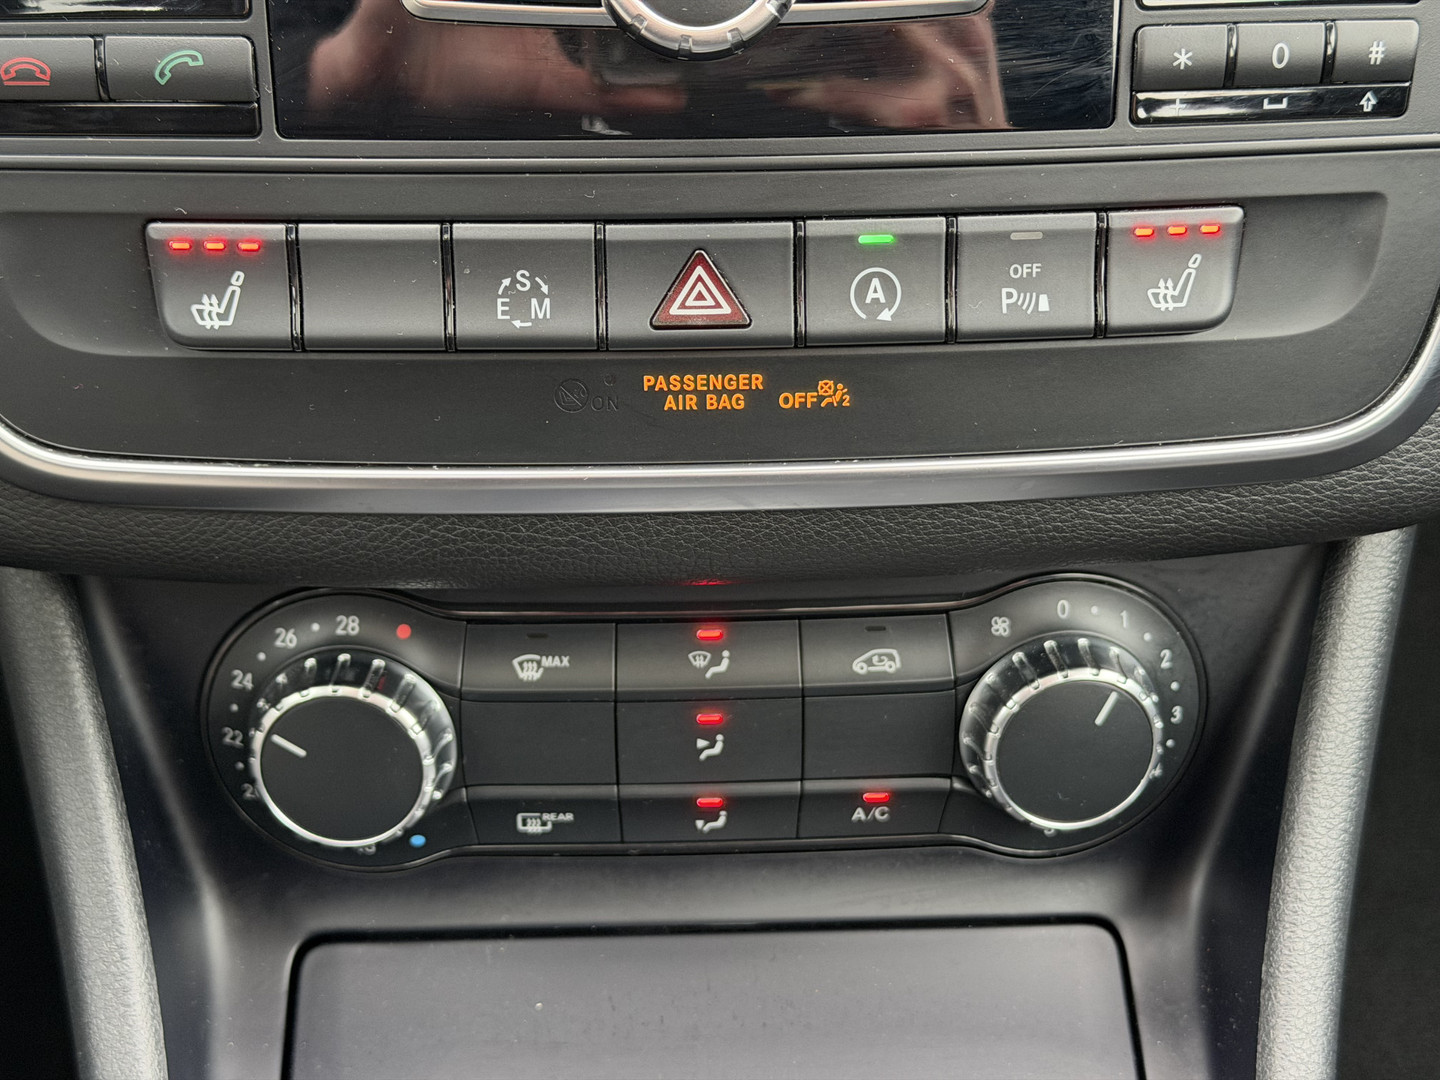 * 0 #
+
S
E M
A
OFF
P
ON PASSENGER AIR BAG OFF 2
28
26
24
22
MAX
REAR
A/C
0
1
2
3